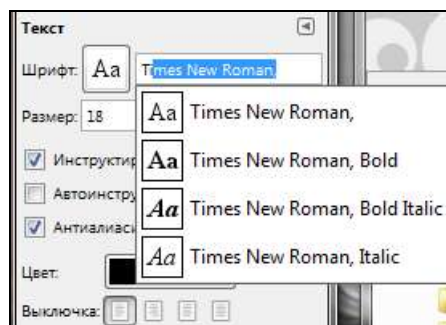 Текст
Шрифт: Aa Times New Roman,
Размер: 18
Aa Times New Roman,
Aa Times New Roman, Bold
Инструктир
Aa Times New Roman, Bold Italic
Автоинстру
Антиалиаси
Aa Times New Roman, Italic
Цвет:
Выключка: